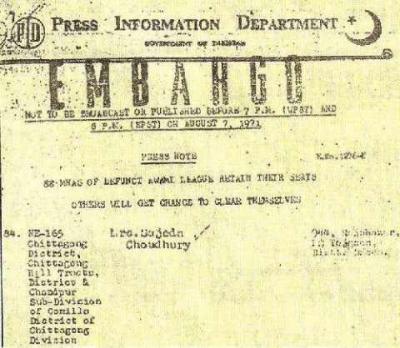 PID PRESS INFORMATION DEPARTMENT
GOVERNMENT OF PAKISTAN
EMBARGO
NOT TO BE BROADCAST OR PUBLISHED BEFORE 7 P.M. (WPST) AND
8 P.M. (EPST) ON AUGUST 7, 1971
PRESS NOTE
88-MNAS OF DEFUNCT AWAMI LEAGUE RETAIN THEIR SEATS
OTHERS WILL GET CHANCE TO CLEAR THEMSELVES
84. NE-165 Mrs. Sajeda
Chittagong Choudhury
District,
Chittagong
Hill Tracts,
District &
Chandpur
Sub-Division
of Comilla
District of
Chittagong
Division